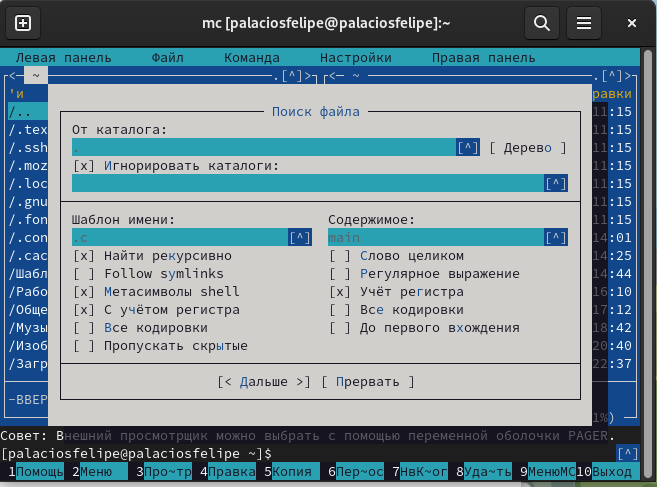 mc [palaciosfelipe@palaciosfelipe]:~
Левая панель Файл Команда Настройки Правая панель
<─ ~ .[^]>┐┌<─ ~ .[^]>
'и равки
Поиск файла
/.. 11:15
От каталога:
/.tex 11:15
. [^] [ Дерево ]
/.ssh 11:15
[x] Игнорировать каталоги:
/.moz 11:15
[^]
/.loc 11:15
/.gnu 11:15
Шаблон имени: Содержимое:
/.fon 11:15
.c [^] main [^]
/.con 14:01
[x] Найти рекурсивно [ ] Слово целиком
/.cac 14:25
[ ] Follow symlinks [ ] Регулярное выражение
/Шабл 14:44
[x] Метасимволы shell [x] Учёт регистра
/Рабо 16:10
[x] С учётом регистра [ ] Все кодировки
/Обще 17:12
[ ] Все кодировки [ ] До первого вхождения
/Музы 18:42
[ ] Пропускать скрытые
/Изоб 20:40
/Загр 22:37
[< Дальше >] [ Прервать ]
-ВВЕР
1%)
Совет: Внешний просмотрщик можно выбрать с помощью переменной оболочки PAGER.
[palaciosfelipe@palaciosfelipe ~]$ [^]
1Помощь 2Меню 3Про~тр 4Правка 5Копия 6Пер~ос 7НвК~ог 8Уда~ть 9МенюМС 10Выход